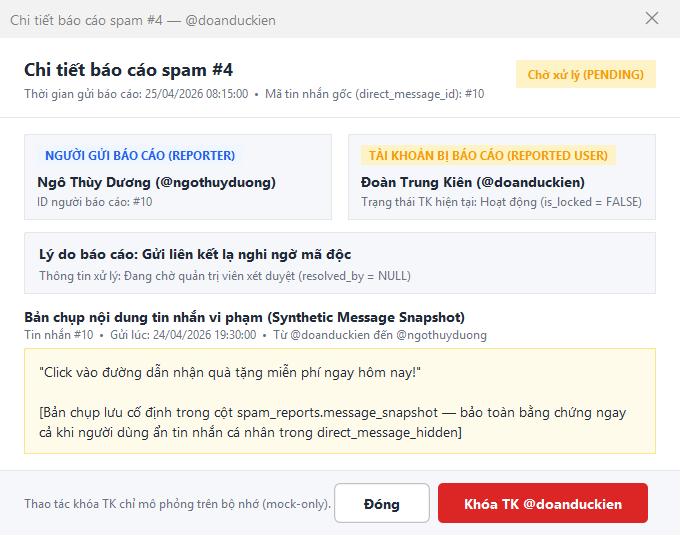 Chi tiết báo cáo spam #4 — @doanduckien
Chi tiết báo cáo spam #4
Chờ xử lý (PENDING)
Thời gian gửi báo cáo: 25/04/2026 08:15:00 • Mã tin nhắn gốc (direct_message_id): #10
NGƯỜI GỬI BÁO CÁO (REPORTER)
Ngô Thùy Dương (@ngothuyduong)
ID người báo cáo: #10
TÀI KHOẢN BỊ BÁO CÁO (REPORTED USER)
Đoàn Trung Kiên (@doanduckien)
Trạng thái TK hiện tại: Hoạt động (is_locked = FALSE)
Lý do báo cáo: Gửi liên kết lạ nghi ngờ mã độc
Thông tin xử lý: Đang chờ quản trị viên xét duyệt (resolved_by = NULL)
Bản chụp nội dung tin nhắn vi phạm (Synthetic Message Snapshot)
Tin nhắn #10 • Gửi lúc: 24/04/2026 19:30:00 • Từ @doanduckien đến @ngothuyduong
"Click vào đường dẫn nhận quà tặng miễn phí ngay hôm nay!"
[Bản chụp lưu cố định trong cột spam_reports.message_snapshot — bảo toàn bằng chứng ngay
cả khi người dùng ẩn tin nhắn cá nhân trong direct_message_hidden]
Thao tác khóa TK chỉ mô phỏng trên bộ nhớ (mock-only).
Đóng
Khóa TK @doanduckien